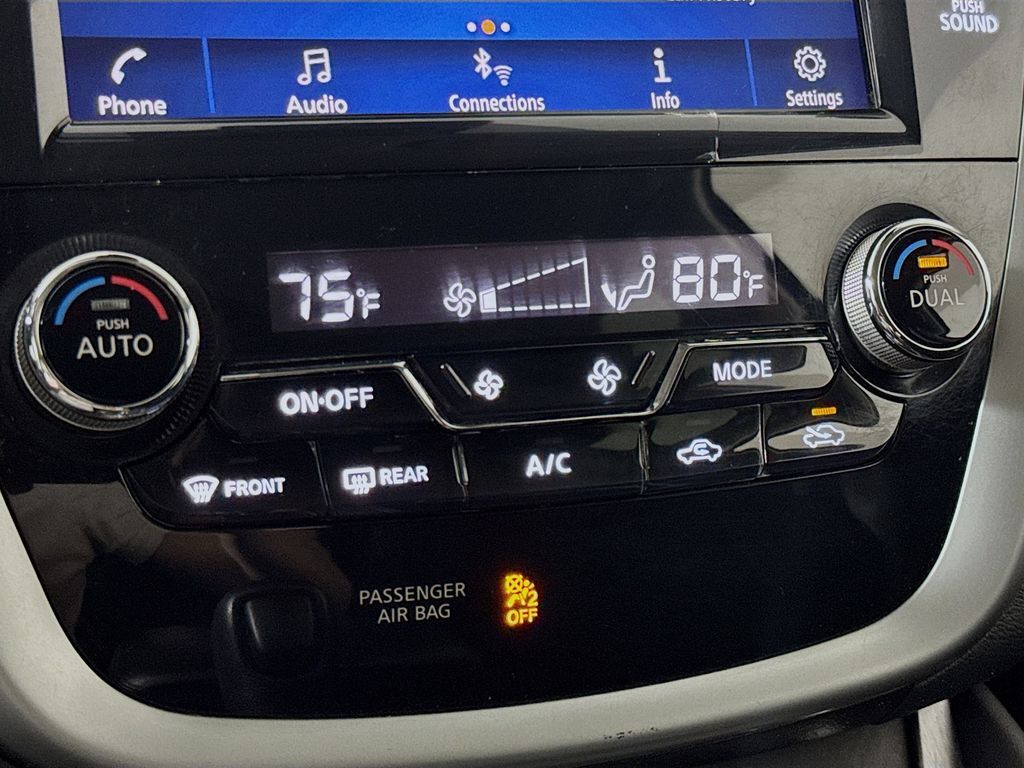 PUSH
SOUND
Phone
Audio
Connections
Info
Settings
75°F
80°F
PUSH
AUTO
PUSH
DUAL
ON•OFF
MODE
FRONT
REAR
A/C
PASSENGER
AIR BAG
2
OFF